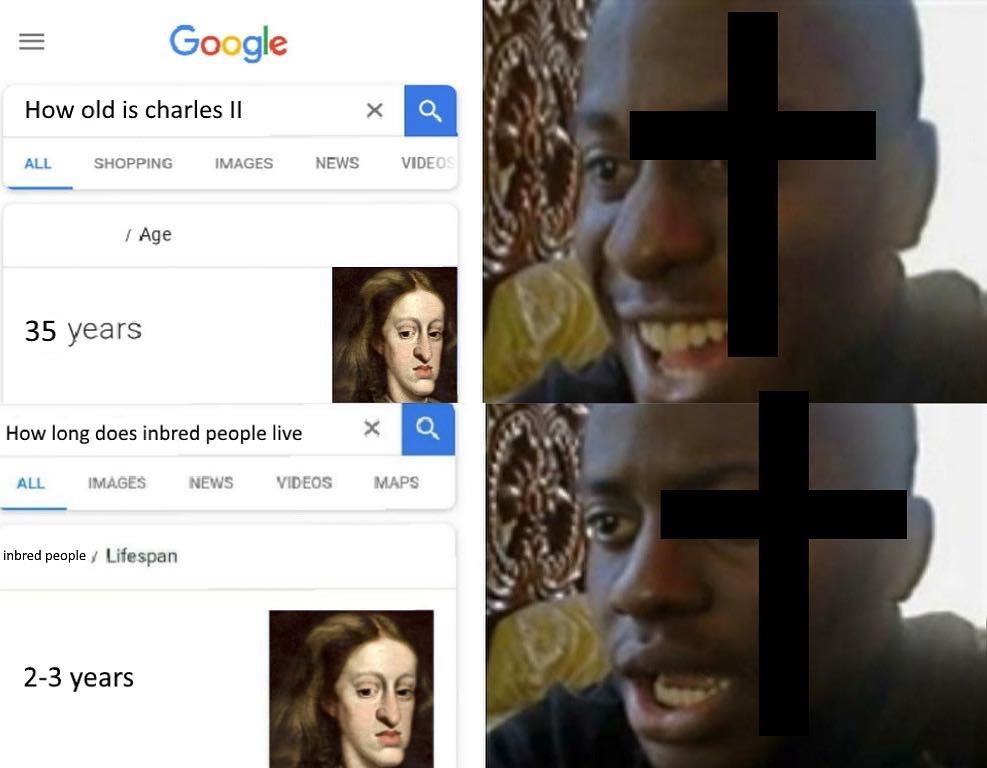 Google
How old is charles II
ALL SHOPPING IMAGES NEWS VIDEOS
/ Age
35 years
How long does inbred people live
ALL IMAGES NEWS VIDEOS MAPS
inbred people / Lifespan
2-3 years